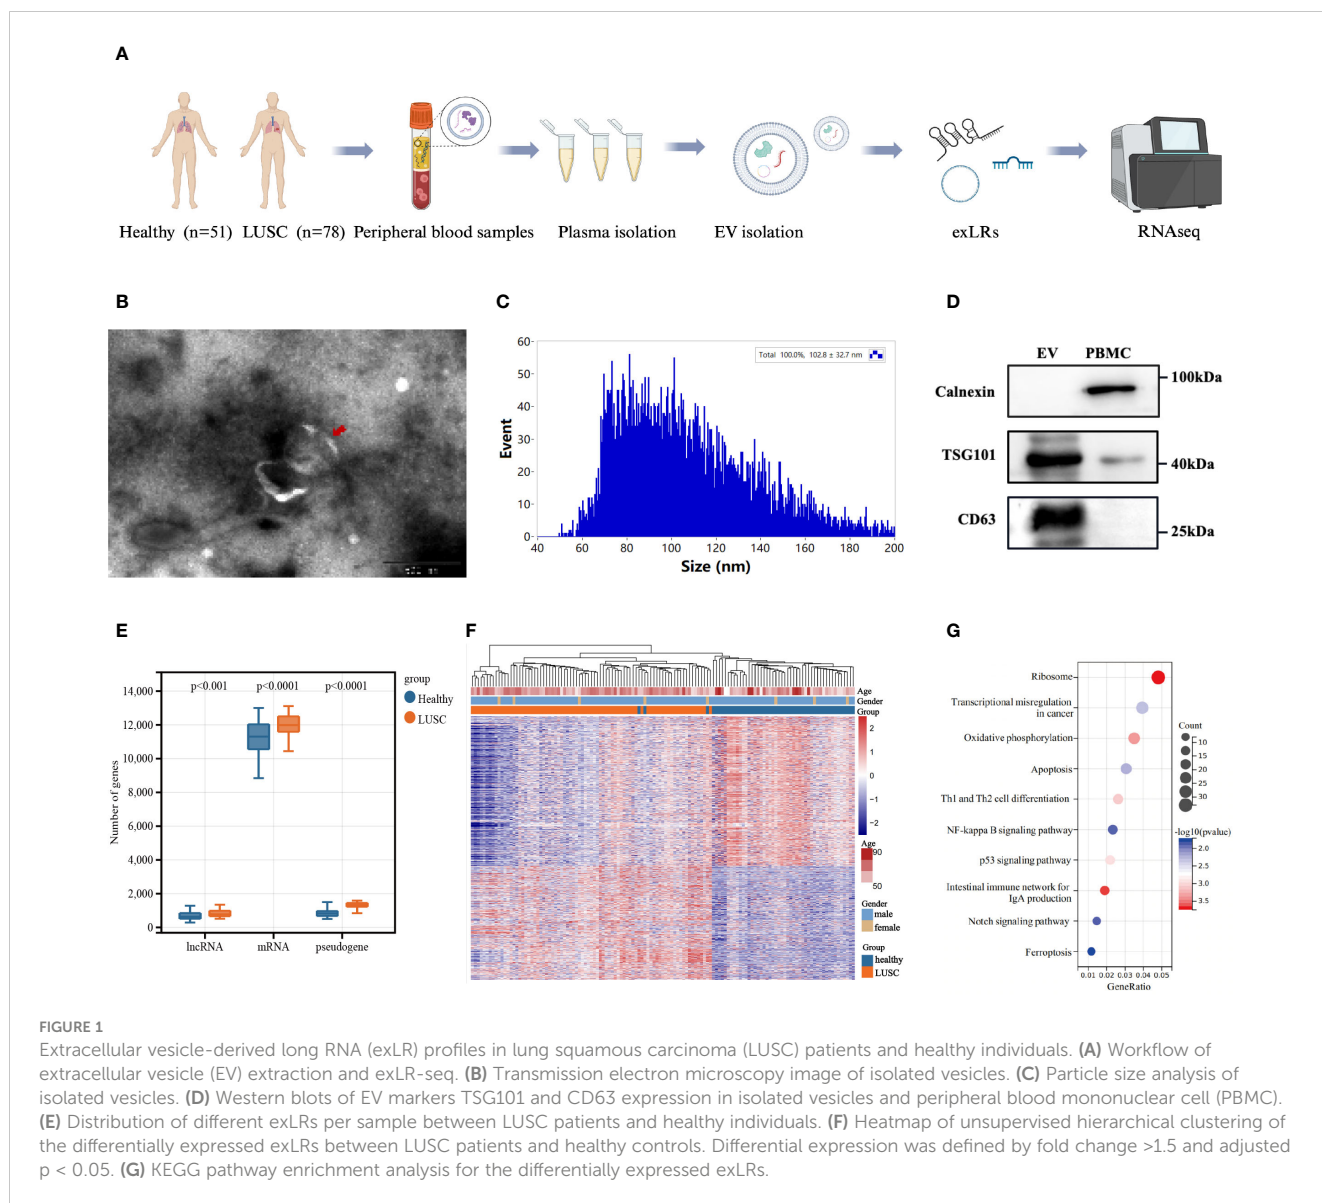 A
Healthy (n=51) LUSC (n=78) Peripheral blood samples Plasma isolation EV isolation exLRs RNAseq
B
C
Total 100.0%, 102.8 ± 32.7 nm
Event
60
50
40
30
20
10
0
40 60 80 100 120 140 160 180 200
Size (nm)
D
EV PBMC
Calnexin
100kDa
TSG101
40kDa
CD63
25kDa
E
p<0.001 p<0.0001 p<0.0001
group
Healthy
LUSC
Number of genes
14,000
12,000
10,000
8,000
6,000
4,000
2,000
0
lncRNA mRNA pseudogene
F
Age
Gender
Group
2
1
0
−1
−2
Age
90
50
Gender
male
female
Group
healthy
LUSC
G
Ribosome
Transcriptional misregulation
in cancer
Oxidative phosphorylation
Apoptosis
Th1 and Th2 cell differentiation
NF-kappa B signaling pathway
p53 signaling pathway
Intestinal immune network for
IgA production
Notch signaling pathway
Ferroptosis
0.01 0.02 0.03 0.04 0.05
GeneRatio
Count
10
15
20
25
30
-log10(pvalue)
2.0
2.5
3.0
3.5
FIGURE 1
Extracellular vesicle-derived long RNA (exLR) profiles in lung squamous carcinoma (LUSC) patients and healthy individuals. (A) Workflow of
extracellular vesicle (EV) extraction and exLR-seq. (B) Transmission electron microscopy image of isolated vesicles. (C) Particle size analysis of
isolated vesicles. (D) Western blots of EV markers TSG101 and CD63 expression in isolated vesicles and peripheral blood mononuclear cell (PBMC).
(E) Distribution of different exLRs per sample between LUSC patients and healthy individuals. (F) Heatmap of unsupervised hierarchical clustering of
the differentially expressed exLRs between LUSC patients and healthy controls. Differential expression was defined by fold change >1.5 and adjusted
p < 0.05. (G) KEGG pathway enrichment analysis for the differentially expressed exLRs.